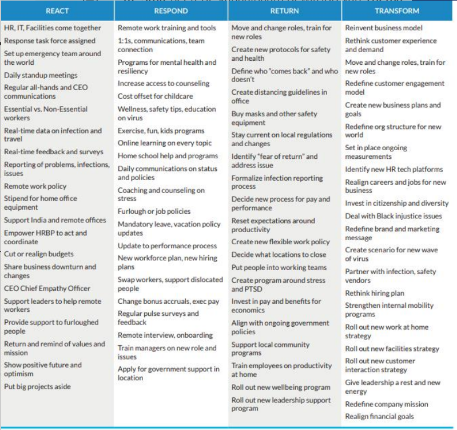 REACT
HR, IT, Facilities come together
Response task force assigned
Set up emergency team around
the world
Daily standup meetings
Regular all-hands and CEO
communications
Essential vs. Non-Essential
workers
Real-time data on infection and
travel
Real-time feedback and surveys
Reporting of problems, infections,
issues
Remote work policy
Stipend for home office
equipment
Support India and remote offices
Empower HRBP to act and
coordinate
Cut or realign budgets
Share business downturn and
changes
CEO Chief Empathy Officer
Support leaders to help remote
workers
Provide support to furloughed
people
Return and remind of values and
mission
Show positive future and
optimism
Put big projects aside
RESPOND
Remote work training and tools
1:1s, communications, team
connection
Programs for mental health and
resiliency
Increase access to counseling
Cost offset for childcare
Wellness, safety tips, education
on virus
Exercise, fun, kids programs
Online learning on every topic
Home school help and programs
Daily communications on status
and policies
Coaching and counseling on
stress
Furlough or job policies
Mandatory leave, vacation policy
updates
Update to performance process
New workforce plan, new hiring
plans
Swap workers, support dislocated
people
Change bonus accruals, exec pay
Regular pulse surveys and
feedback
Remote interview, onboarding
Train managers on new role and
issues
Apply for government support in
location
RETURN
Move and change roles, train for
new roles
Create new protocols for safety
and health
Define who "comes back" and who
doesn't
Create distancing guidelines in
office
Buy masks and other safety
equipment
Stay current on local regulations
and changes
Identify "fear of return" and
address issue
Formalize infection reporting
process
Decide new process for pay and
performance
Reset expectations around
productivity
Create new flexible work policy
Decide what locations to close
Put people into working teams
Create program around stress
and PTSD
Invest in pay and benefits for
economics
Align with ongoing government
policies
Support local community
programs
Train employees on productivity
at home
Roll out new wellbeing program
Roll out new leadership support
program
TRANSFORM
Reinvent business model
Rethink customer experience
and demand
Move and change roles, train for
new roles
Redefine customer engagement
model
Create new business plans and
goals
Redefine org structure for new
world
Set in place ongoing
measurements
Identify new HR tech platforms
Realign careers and jobs for new
business
Invest in citizenship and diversity
Deal with Black injustice issues
Redefine brand and marketing
message
Create scenario for new wave
of virus
Partner with infection, safety
vendors
Rethink hiring plan
Strengthen internal mobility
programs
Roll out new work at home
strategy
Roll out new facilities strategy
Roll out new customer
interaction strategy
Give leadership a rest and new
energy
Redefine company mission
Realign financial goals